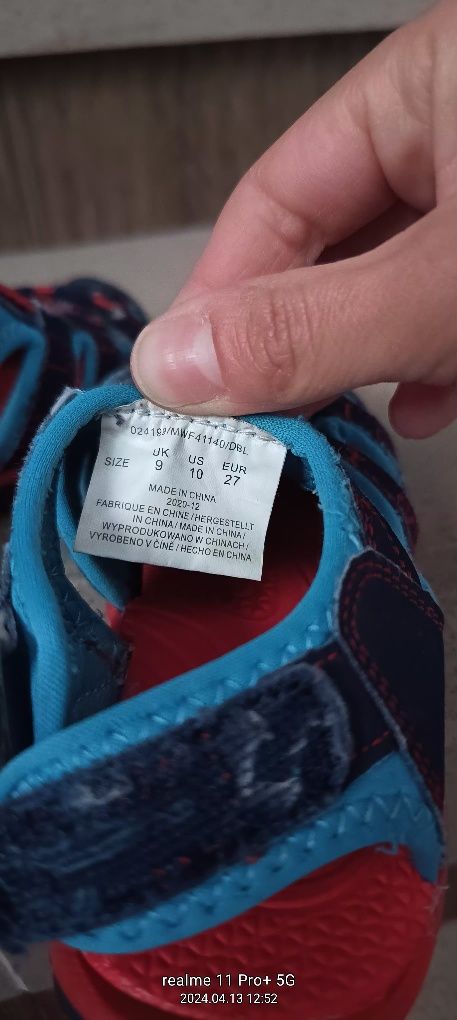 024198/MWF41140/DBL
SIZE UK US EUR
9 10 27
MADE IN CHINA
2020-12
FABRIQUE EN CHINE / HERGESTELLT
IN CHINA / MADE IN CHINA /
WYPRODUKOWANO W CHINACH /
VYROBENO V ČÍNĚ / HECHO EN CHINA
realme 11 Pro+ 5G
2024.04.13 12:52